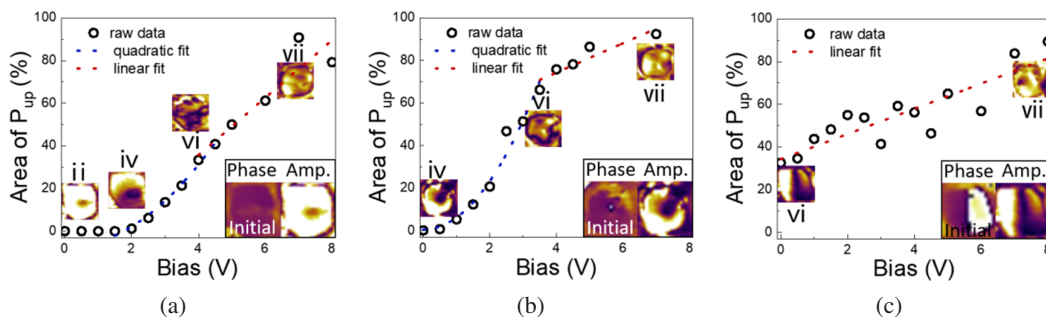 100
80
60
40
20
0
Area of P_up (%)
raw data
quadratic fit
linear fit
vii
vi
ii
iv
Phase Amp.
Initial
0 2 4 6 8
Bias (V)
(a)
100
80
60
40
20
0
Area of P_up (%)
raw data
quadratic fit
linear fit
vi
vii
iv
Phase Amp.
Initial
0 2 4 6 8
Bias (V)
(b)
100
80
60
40
20
0
Area of P_up (%)
raw data
linear fit
vii
vi
Phase Amp.
Initial
0 2 4 6 8
Bias (V)
(c)